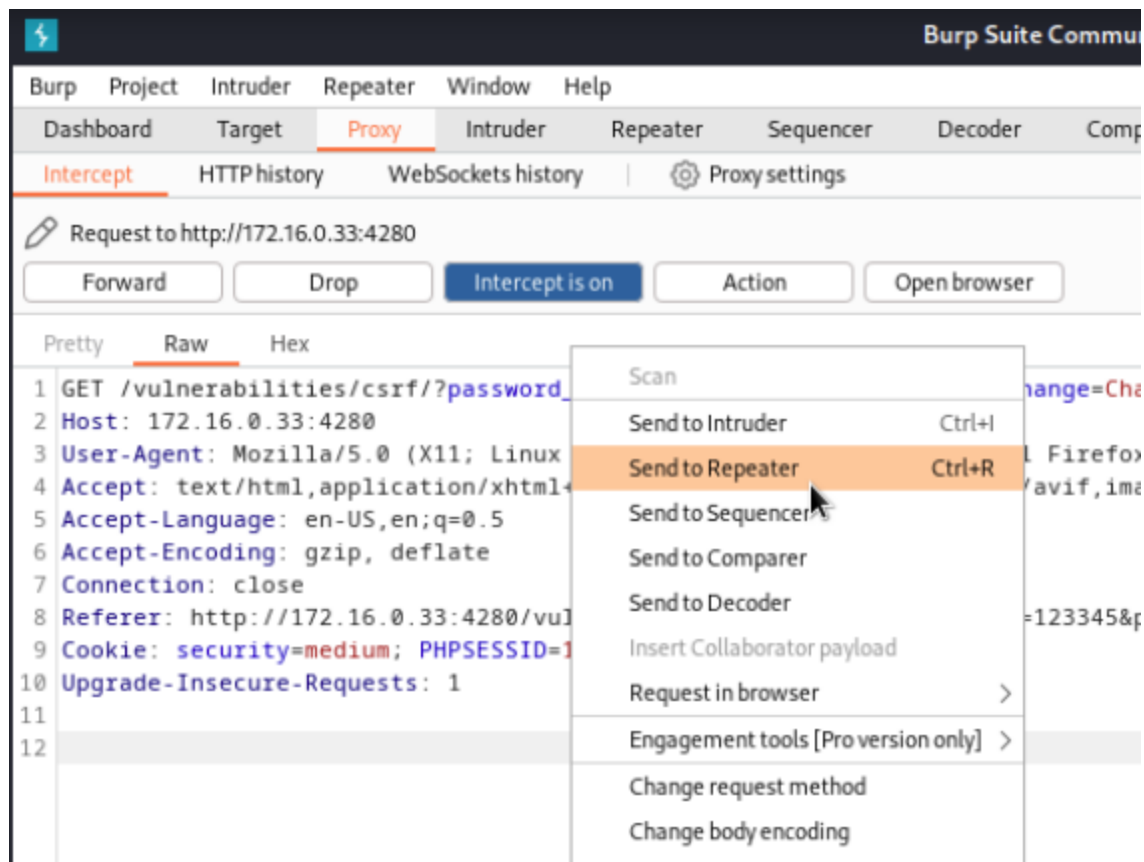 Burp Suite Commu
Burp Project Intruder Repeater Window Help
Dashboard Target Proxy Intruder Repeater Sequencer Decoder Comp
Intercept HTTP history WebSockets history Proxy settings
Request to http://172.16.0.33:4280
Forward Drop Intercept is on Action Open browser
Pretty Raw Hex
1 GET /vulnerabilities/csrf/?password_ hange=Cha
2 Host: 172.16.0.33:4280
3 User-Agent: Mozilla/5.0 (X11; Linux l Firefox
4 Accept: text/html,application/xhtml+ /avif,ima
5 Accept-Language: en-US,en;q=0.5
6 Accept-Encoding: gzip, deflate
7 Connection: close
8 Referer: http://172.16.0.33:4280/vul =123345&p
9 Cookie: security=medium; PHPSESSID=1
10 Upgrade-Insecure-Requests: 1
11
12
Scan
Send to Intruder Ctrl+I
Send to Repeater Ctrl+R
Send to Sequencer
Send to Comparer
Send to Decoder
Insert Collaborator payload
Request in browser
Engagement tools [Pro version only]
Change request method
Change body encoding